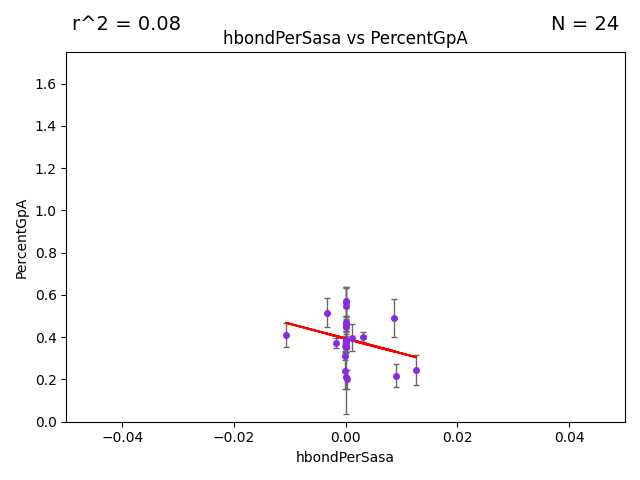 r^2 = 0.08
N = 24
hbondPerSasa vs PercentGpA
1.6
1.4
1.2
1.0
0.8
0.6
0.4
0.2
0.0
PercentGpA
−0.04
−0.02
0.00
0.02
0.04
hbondPerSasa